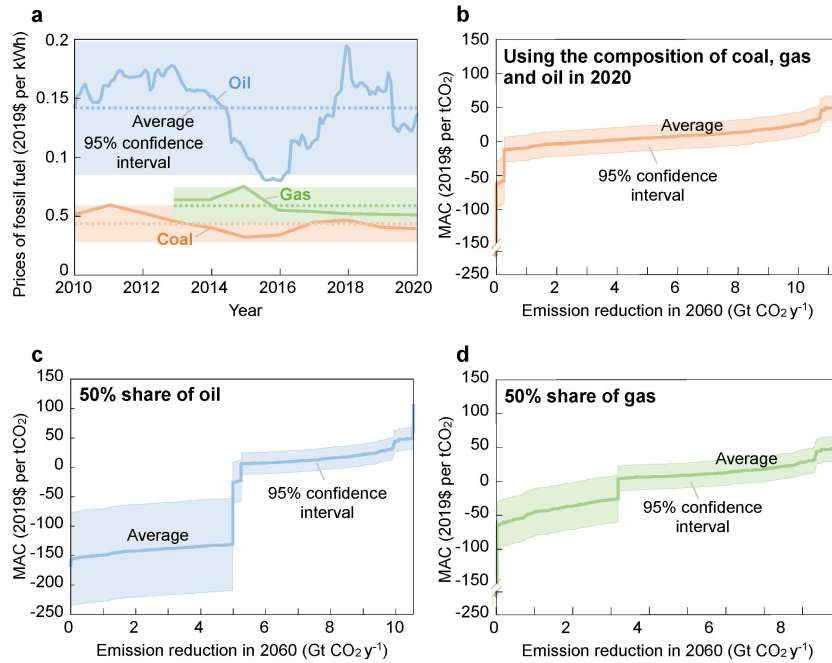 a
Prices of fossil fuel (2019$ per kWh)
0.2
0.15
0.1
0.5
0
Oil
Average
95% confidence
interval
Gas
Coal
2010 2012 2014 2016 2018 2020
Year
b
MAC (2019$ per tCO2)
150
100
50
0
-50
-100
-150
-250
Using the composition of coal, gas
and oil in 2020
Average
95% confidence
interval
0 2 4 6 8 10
Emission reduction in 2060 (Gt CO2 y-1)
c
MAC (2019$ per tCO2)
150
100
50
0
-50
-100
-150
-200
-250
50% share of oil
Average
95% confidence
interval
0 2 4 6 8 10
Emission reduction in 2060 (Gt CO2 y-1)
d
MAC (2019$ per tCO2)
150
100
50
0
-50
-100
-150
-250
50% share of gas
Average
95% confidence
interval
0 2 4 6 8
Emission reduction in 2060 (Gt CO2 y-1)